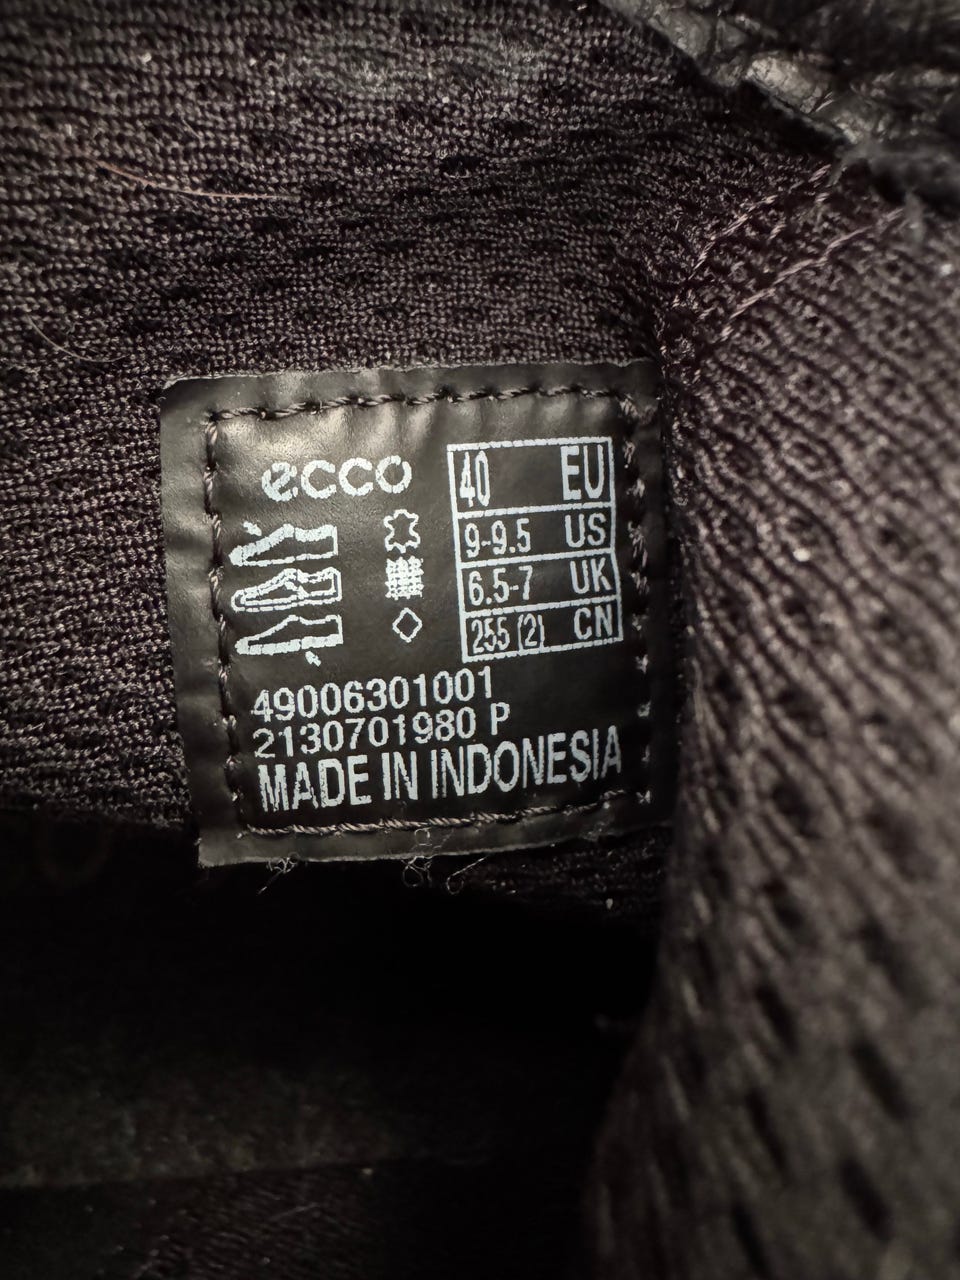 ecco
40 EU
9-9.5 US
6.5-7 UK
255 (2) CN
49006301001
2130701980 P
MADE IN INDONESIA